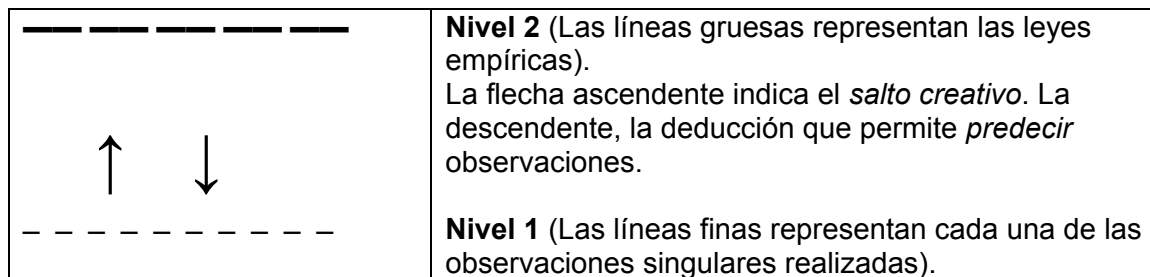 Nivel 2 (Las líneas gruesas representan las leyes
empíricas).
La flecha ascendente indica el salto creativo. La
descendente, la deducción que permite predecir
observaciones.
Nivel 1 (Las líneas finas representan cada una de las
observaciones singulares realizadas).